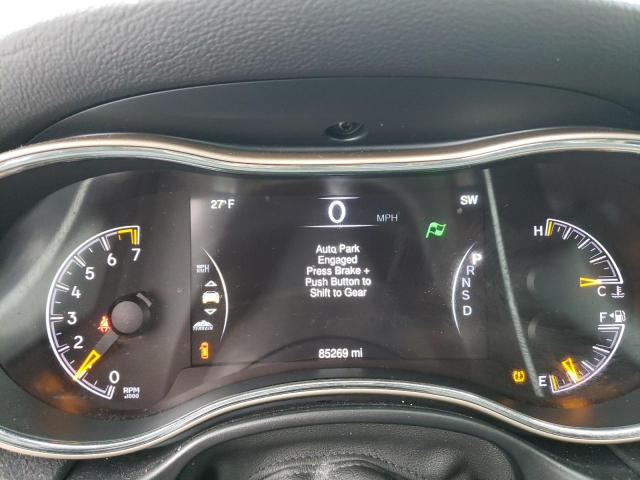 27°F
0 MPH
SW
Auto Park
Engaged
Press Brake +
Push Button to
Shift to Gear
P
R
N
S
D
TERRAIN
85269 mi
7
6
5
4
3
2
1
0
RPM
x1000
H
C
F
E